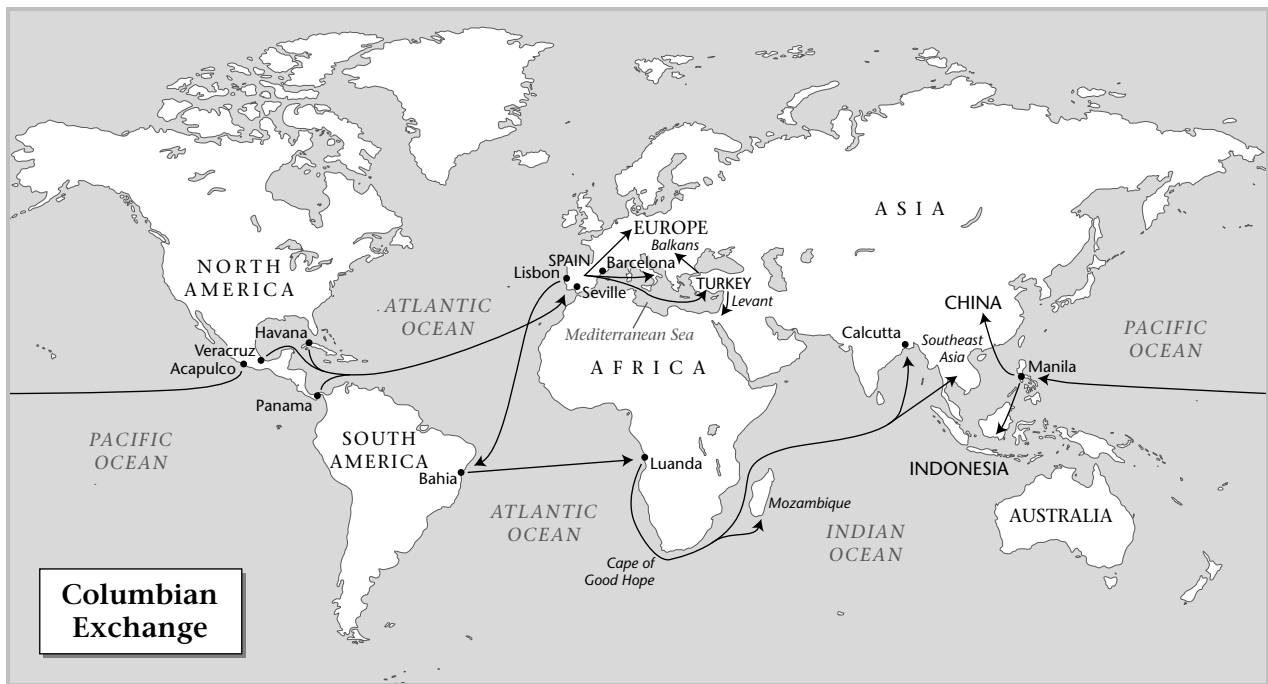 ASIA
EUROPE
Balkans
SPAIN
Barcelona
Lisbon
Seville
TURKEY
Levant
NORTH
AMERICA
ATLANTIC
OCEAN
Mediterranean Sea
CHINA
Havana
Veracruz
Acapulco
Panama
AFRICA
Calcutta
Southeast
Asia
PACIFIC
OCEAN
Manila
PACIFIC
OCEAN
SOUTH
AMERICA
Bahia
Luanda
INDONESIA
ATLANTIC
OCEAN
Mozambique
INDIAN
OCEAN
AUSTRALIA
Cape of
Good Hope
Columbian
Exchange